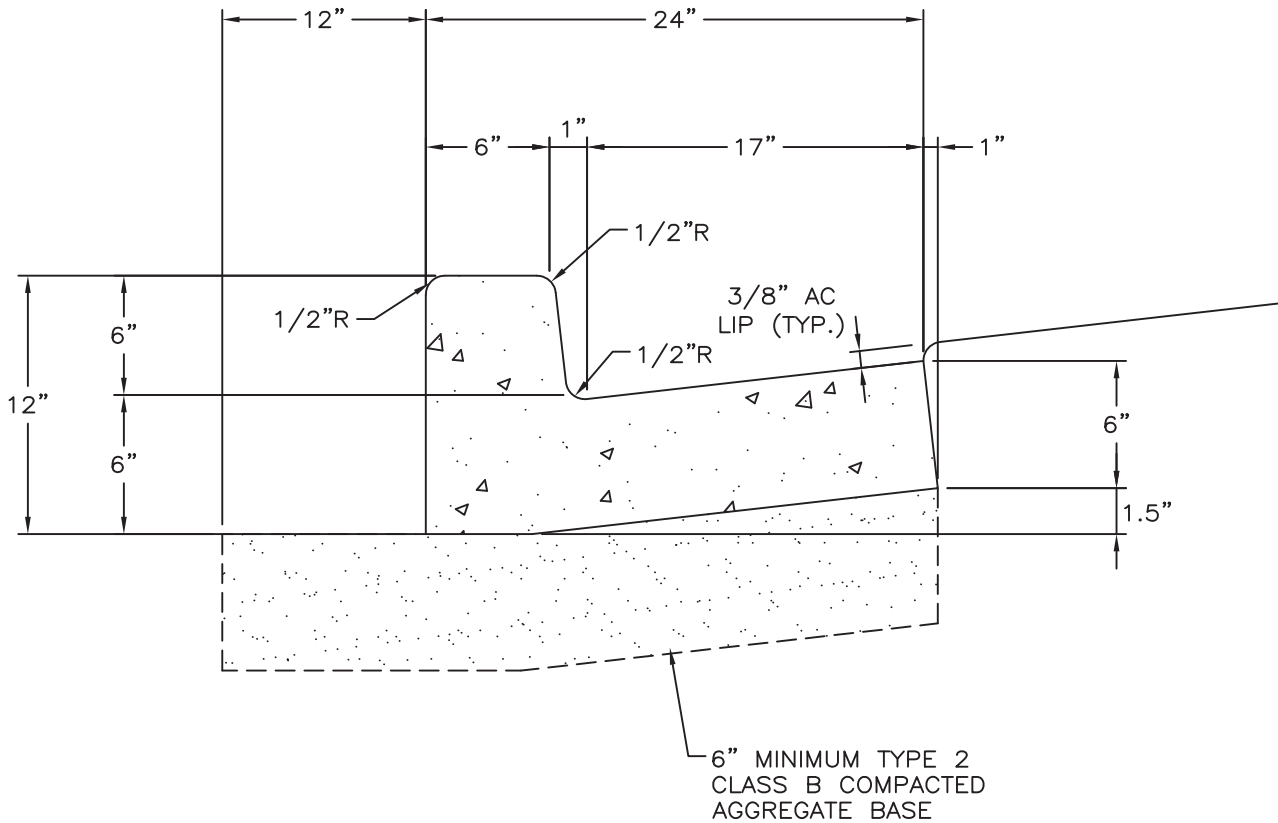 12”
24”
6”
1”
17”
1”
1/2”R
1/2”R
3/8” AC
LIP (TYP.)
1/2”R
6”
12”
6”
6”
1.5”
6” MINIMUM TYPE 2
CLASS B COMPACTED
AGGREGATE BASE